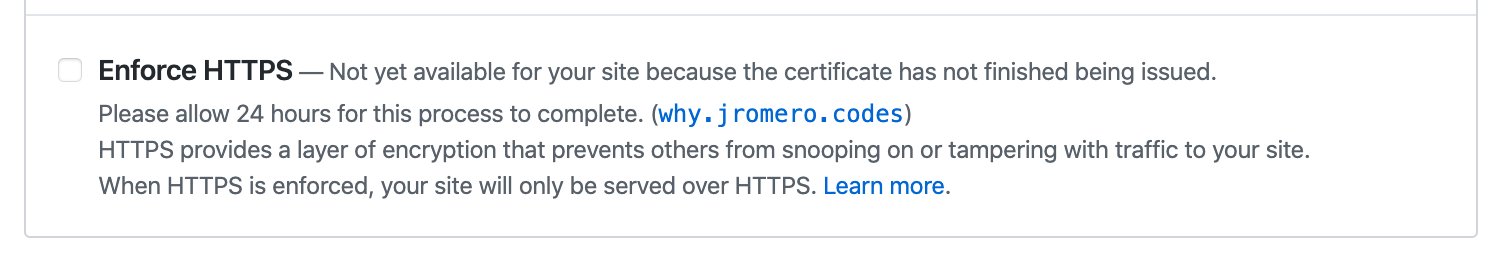 Enforce HTTPS — Not yet available for your site because the certificate has not finished being issued.
Please allow 24 hours for this process to complete. (why.jromero.codes)
HTTPS provides a layer of encryption that prevents others from snooping on or tampering with traffic to your site.
When HTTPS is enforced, your site will only be served over HTTPS. Learn more.